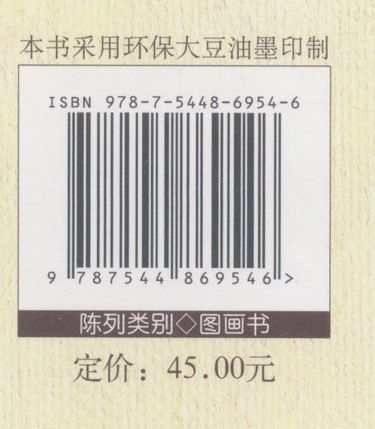 本书采用环保大豆油墨印制
ISBN 978-7-5448-6954-6
9 787544 869546 >
陈列类别◇图画书
定价：45.00元